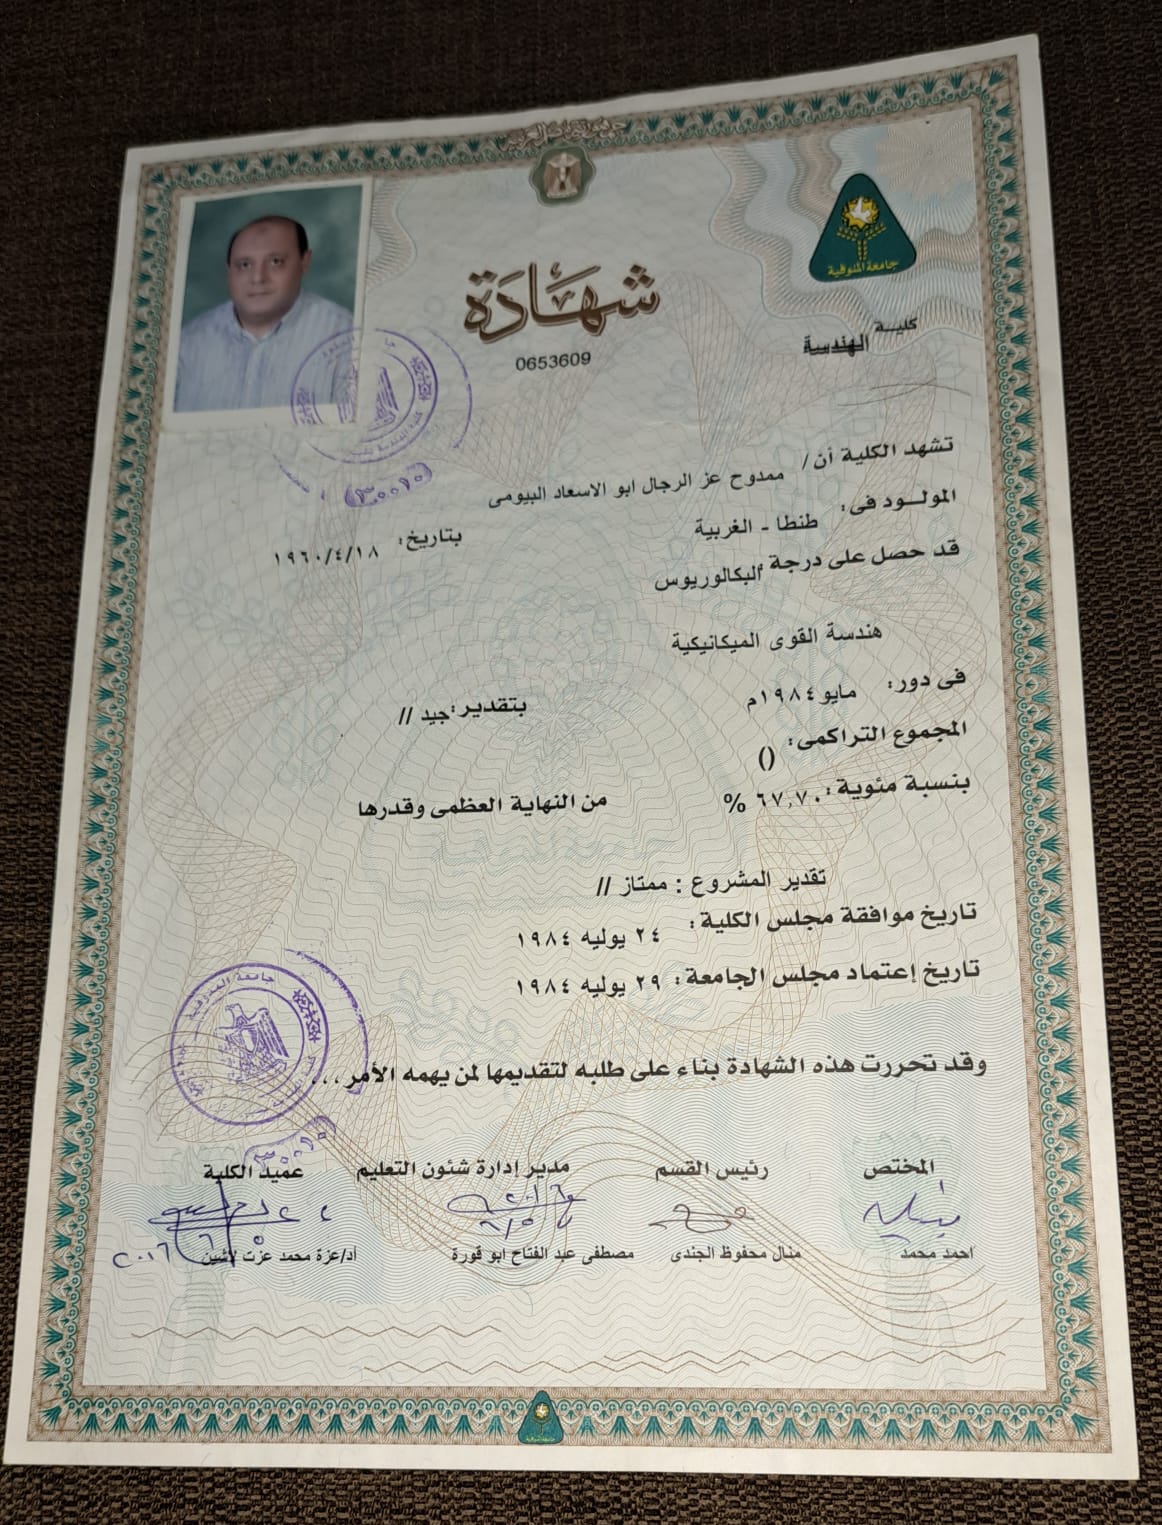 جمهورية مصر العربية
جامعة المنوفية
شهادة
0653609
كلية
الهندسة
تشهد الكلية أن / ممدوح عز الرجال ابو الاسعاد البيومى
المولود فى: طنطا - الغربية بتاريخ: ١٩٦٠/٤/١٨
قد حصل على درجة البكالوريوس
هندسة القوى الميكانيكية
فى دور: مايو ١٩٨٤م بتقدير: جيد //
المجموع التراكمى: ()
بنسبة مئوية: ٦٧,٧٠ % من النهاية العظمى وقدرها
تقدير المشروع : ممتاز //
تاريخ موافقة مجلس الكلية: ٢٤ يوليه ١٩٨٤
تاريخ إعتماد مجلس الجامعة: ٢٩ يوليه ١٩٨٤
وقد تحررت هذه الشهادة بناء على طلبه لتقديمها لمن يهمه الأمر...
جامعة المنوفية
المختص رئيس القسم مدير إدارة شئون التعليم عميد الكلية
احمد محمد منال محفوظ الجندى مصطفى عبد الفتاح ابو قورة أد/عزة محمد عزت لاشين
٢٠١٦